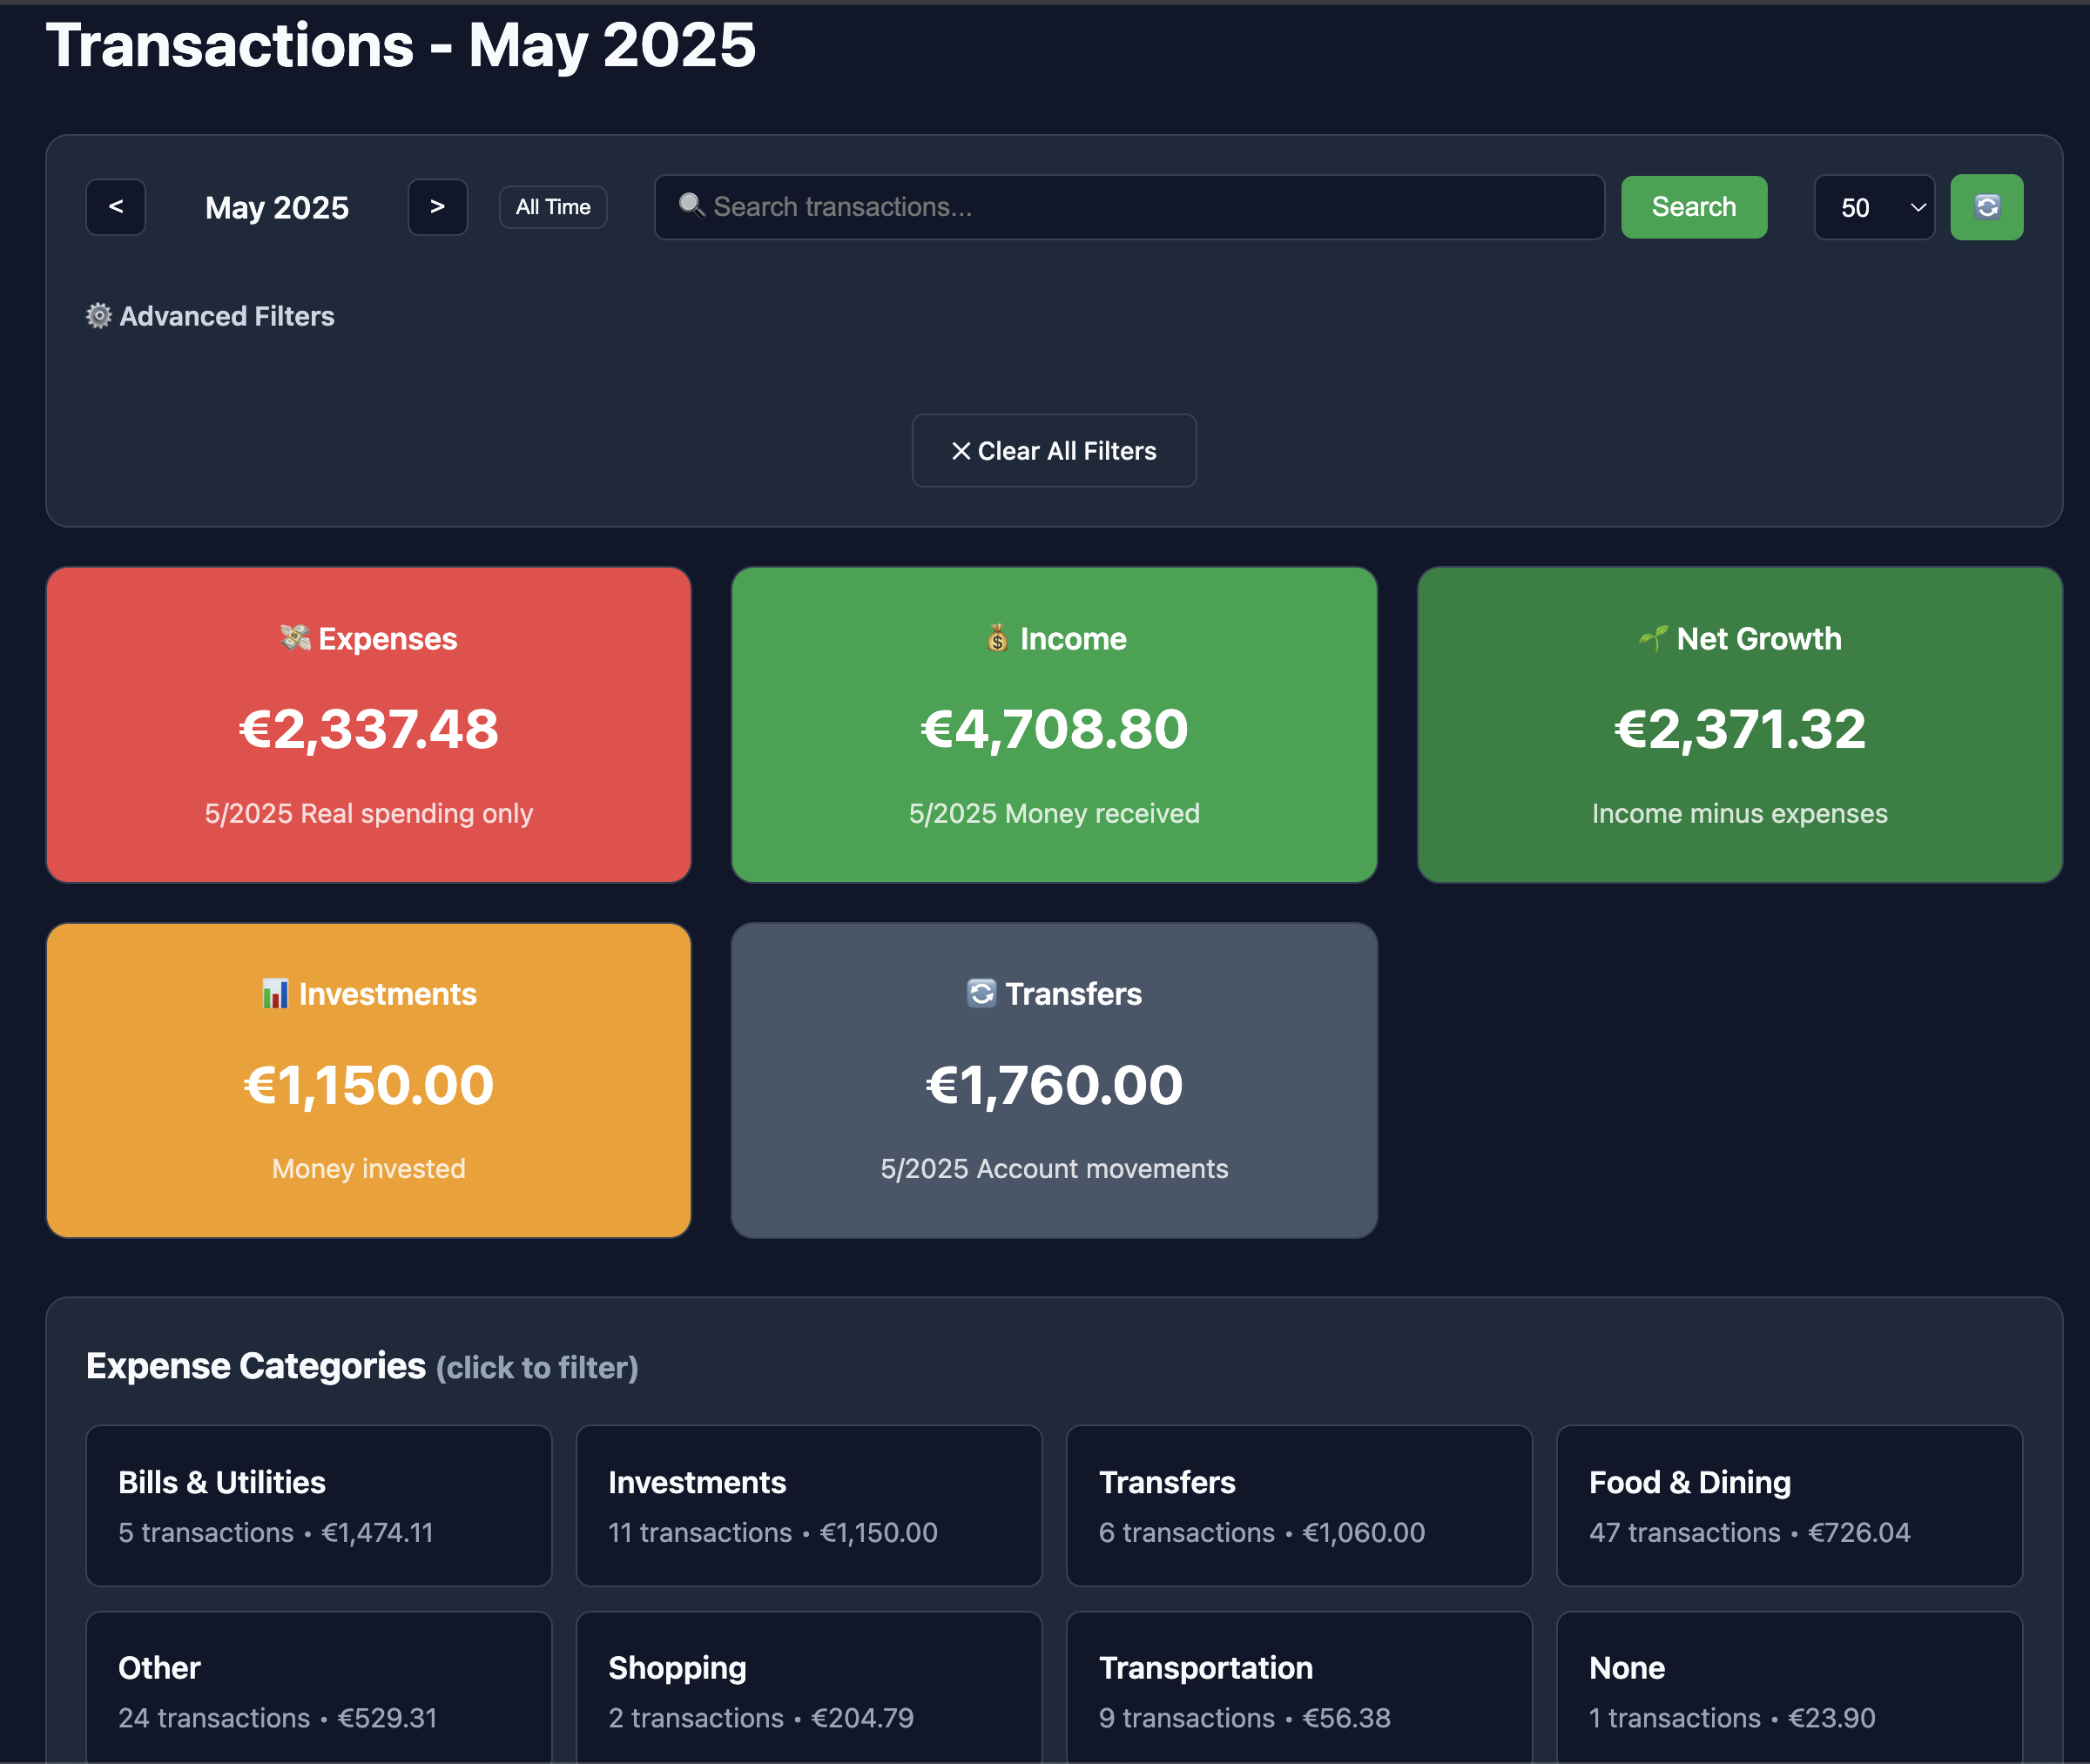 Transactions - May 2025
< May 2025 > All Time 🔍 Search transactions... Search 50
⚙️ Advanced Filters
✕ Clear All Filters
💸 Expenses
€2,337.48
5/2025 Real spending only
💰 Income
€4,708.80
5/2025 Money received
🌱 Net Growth
€2,371.32
Income minus expenses
📊 Investments
€1,150.00
Money invested
🔄 Transfers
€1,760.00
5/2025 Account movements
Expense Categories (click to filter)
Bills & Utilities
5 transactions • €1,474.11
Investments
11 transactions • €1,150.00
Transfers
6 transactions • €1,060.00
Food & Dining
47 transactions • €726.04
Other
24 transactions • €529.31
Shopping
2 transactions • €204.79
Transportation
9 transactions • €56.38
None
1 transactions • €23.90